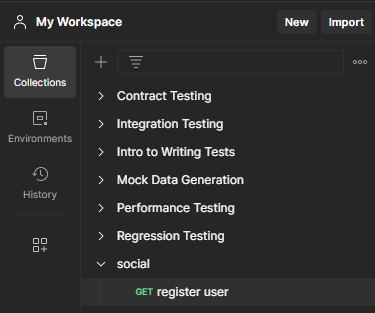 My Workspace
New
Import
Collections
Environments
History
Contract Testing
Integration Testing
Intro to Writing Tests
Mock Data Generation
Performance Testing
Regression Testing
social
GET register user